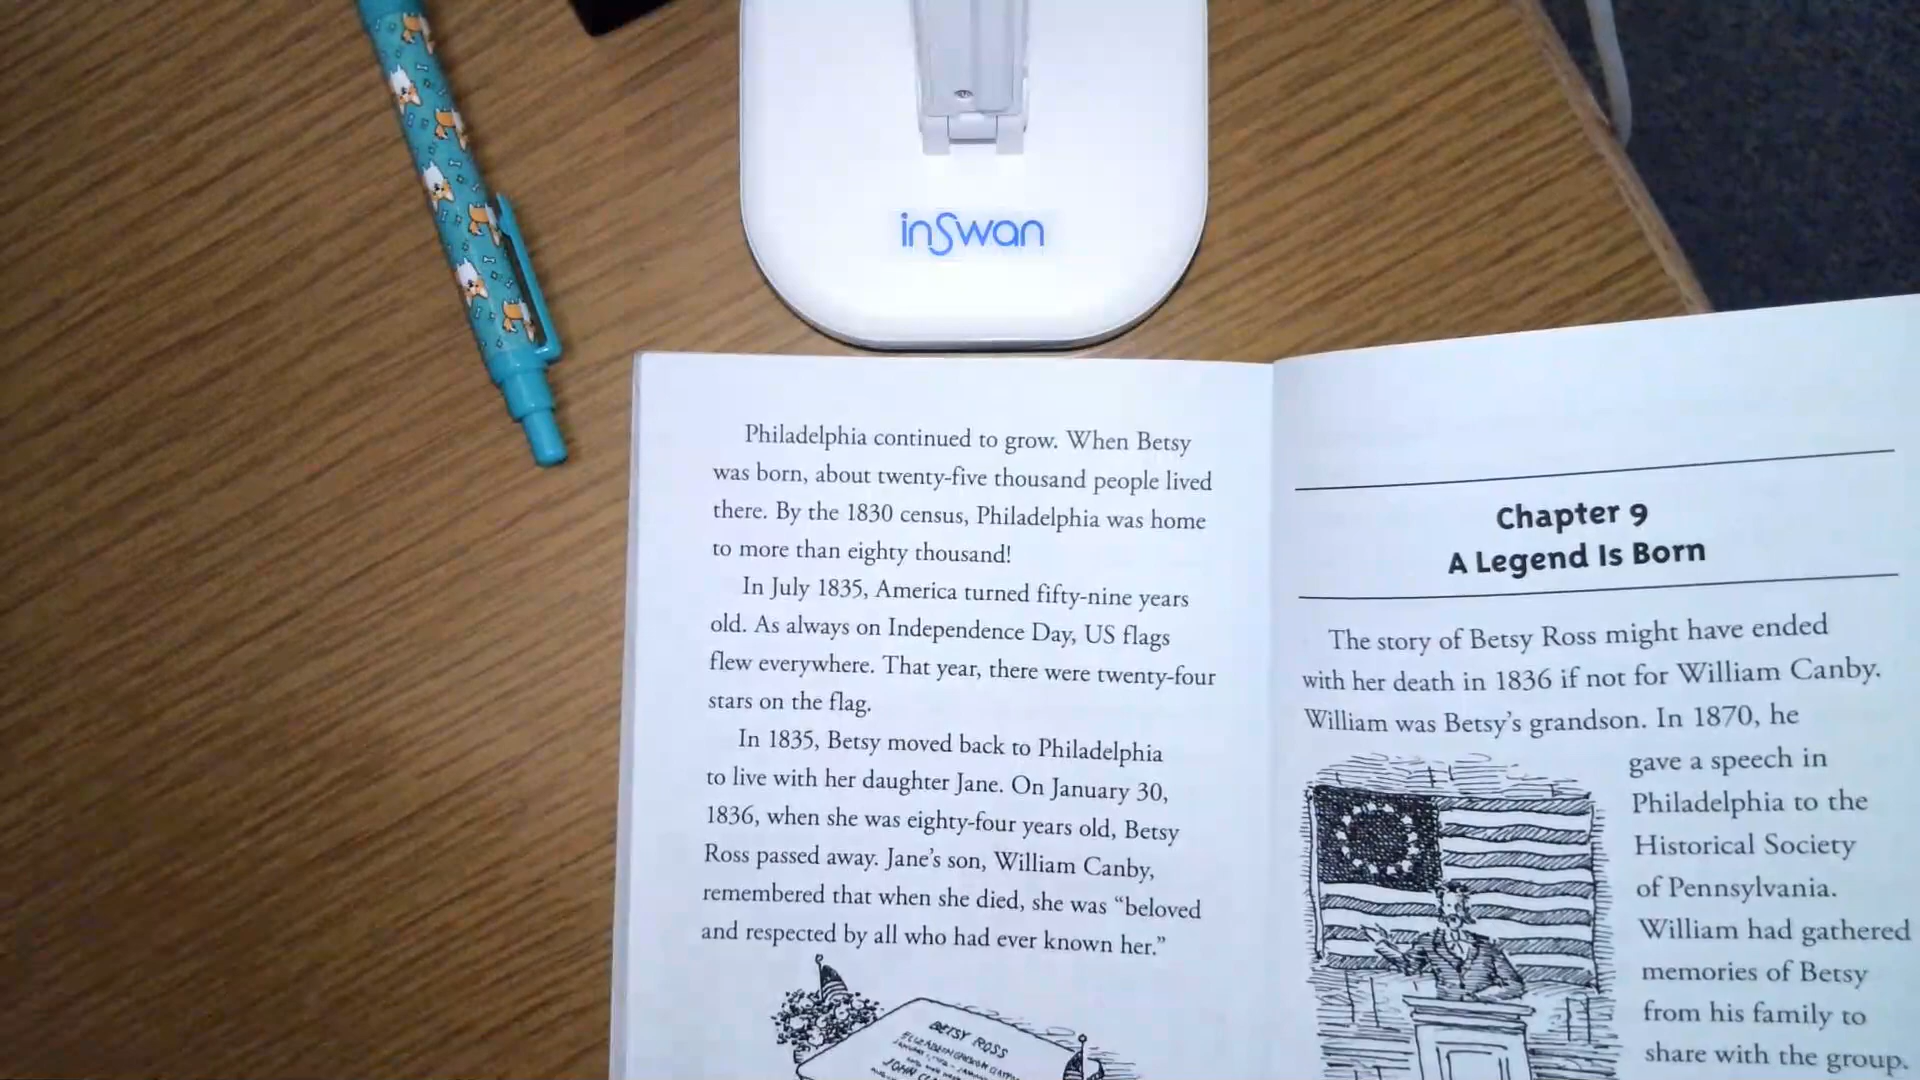 inSwan
Philadelphia continued to grow. When Betsy
was born, about twenty-five thousand people lived
there. By the 1830 census, Philadelphia was home
to more than eighty thousand!
In July 1835, America turned fifty-nine years
old. As always on Independence Day, US flags
flew everywhere. That year, there were twenty-four
stars on the flag.
In 1835, Betsy moved back to Philadelphia
to live with her daughter Jane. On January 30,
1836, when she was eighty-four years old, Betsy
Ross passed away. Jane's son, William Canby,
remembered that when she died, she was “beloved
and respected by all who had ever known her.”
BETSY ROSS
Chapter 9
A Legend Is Born
The story of Betsy Ross might have ended
with her death in 1836 if not for William Canby.
William was Betsy's grandson. In 1870, he
gave a speech in
Philadelphia to the
Historical Society
of Pennsylvania.
William had gathered
memories of Betsy
from his family to
share with the group.